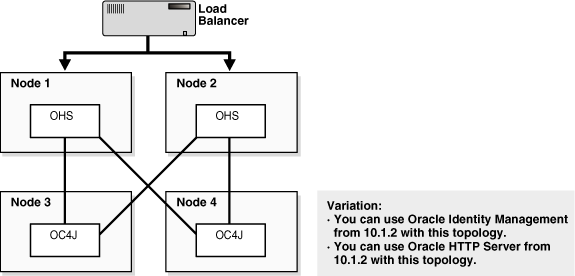 Load
Balancer
Node 1
Node 2
OHS
OHS
Node 3
Node 4
OC4J
OC4J
Variation:
· You can use Oracle Identity Management
from 10.1.2 with this topology.
· You can use Oracle HTTP Server from
10.1.2 with this topology.